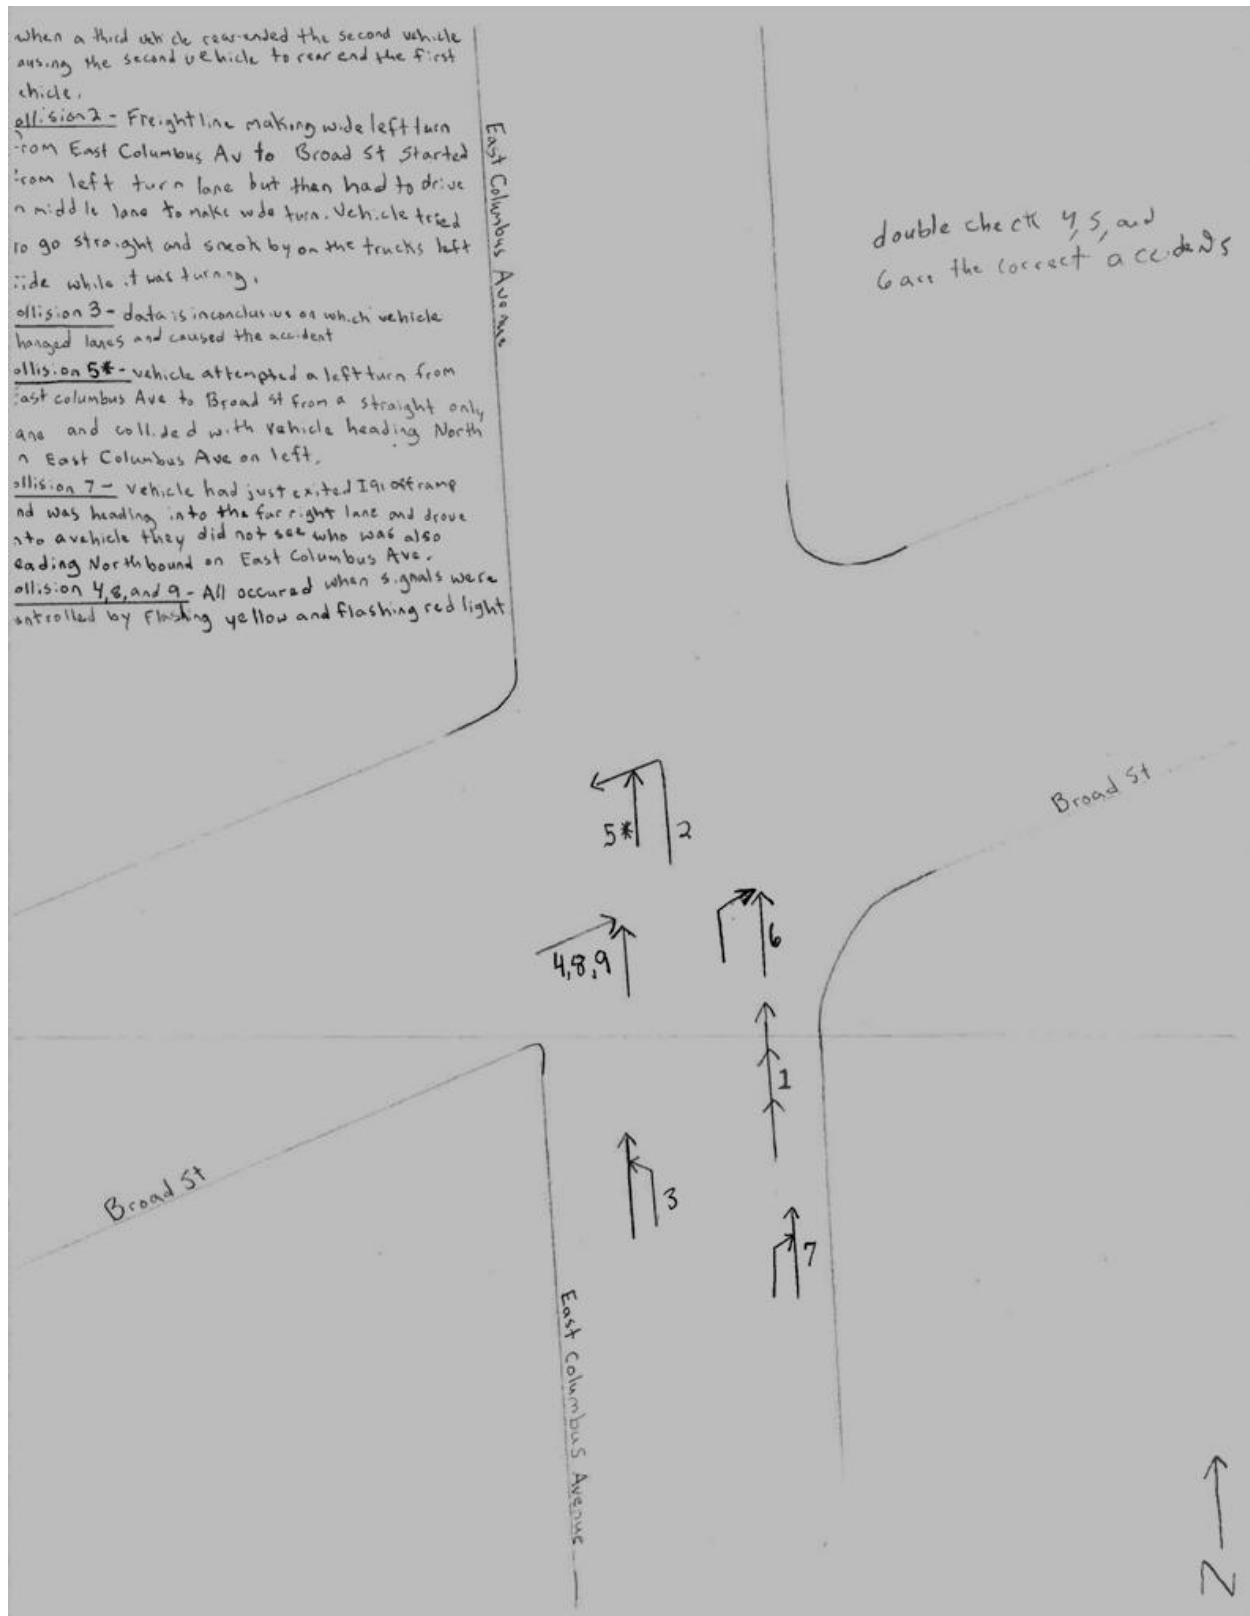 when a third vehicle rear-ended the second vehicle
ausing the second vehicle to rear end the first
ehicle.
ollision 2 - Freightline making wide left turn
rom East Columbus Av to Broad St Started
from left turn lane but then had to drive
n middle lane to make wide turn. Vehicle tried
to go straight and sneak by on the trucks left
side while it was turning.
ollision 3 - data is inconclusive on which vehicle
hanged lanes and caused the accident
ollision 5* - vehicle attempted a left turn from
East columbus Ave to Broad St from a straight only
ane and collided with vehicle heading North
n East Columbus Ave on left.
ollision 7 - vehicle had just exited I91 offramp
nd was heading into the far right lane and drove
nto a vehicle they did not see who was also
eading Northbound on East Columbus Ave.
ollision 4,8, and 9 - All occured when signals were
ontrolled by Flashing yellow and flashing red light
East Columbus Avenue
double check 4, 5, and
6 are the correct accidents
Broad St
5* 2
6
4,8,9
1
Broad St
3
7
East Columbus Avenue
N